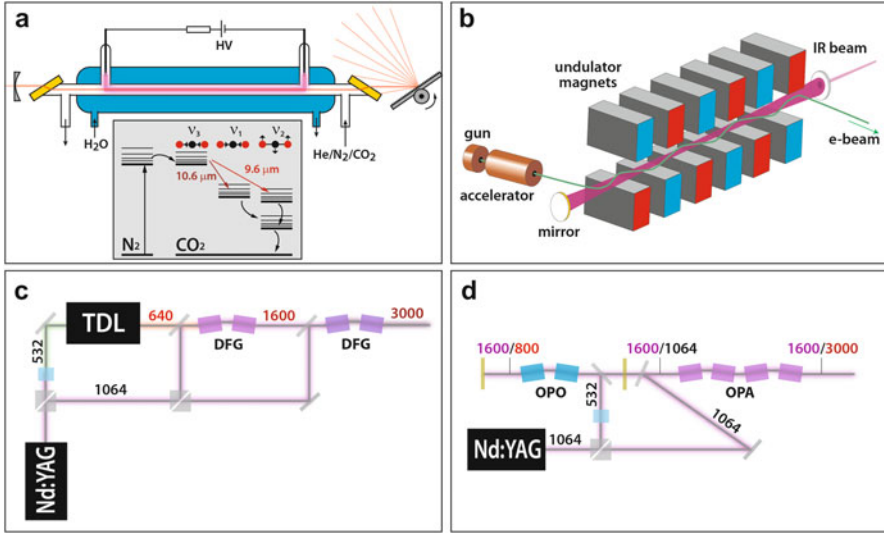 a
HV
H2O
He/N2/CO2
ν3
ν1
ν2
10.6 μm
9.6 μm
N2
CO2
b
undulator
magnets
IR beam
gun
accelerator
e-beam
mirror
c
TDL
640
1600
3000
DFG
DFG
532
1064
Nd:YAG
d
1600/800
1600/1064
1600/3000
OPO
OPA
532
1064
Nd:YAG
1064